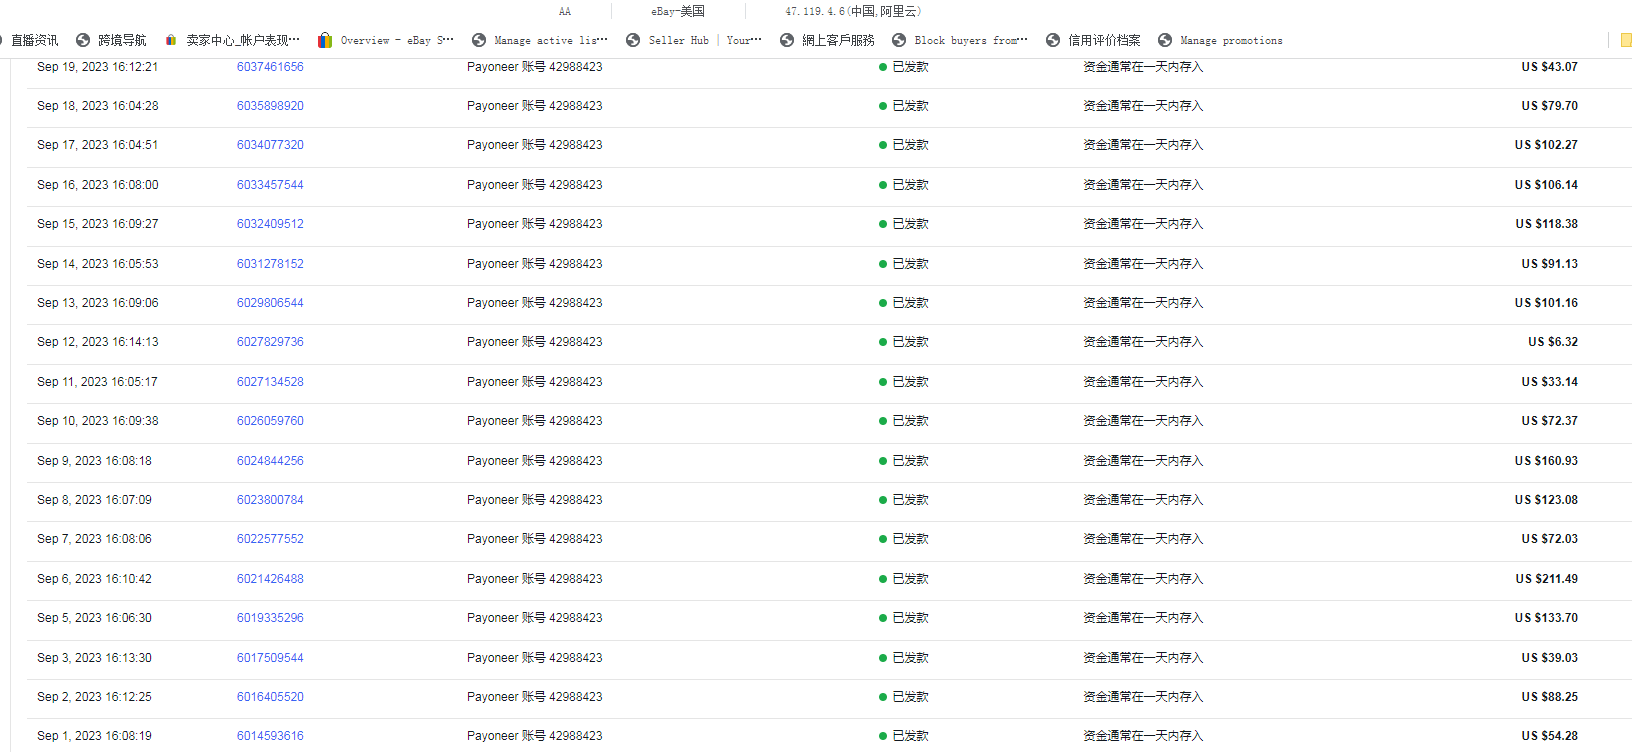 AA eBay-美国 47.119.4.6(中国,阿里云)
直播资讯 跨境导航 卖家中心_帐户表现… Overview - eBay S… Manage active lis… Seller Hub | Your… 網上客戶服務 Block buyers from… 信用评价档案 Manage promotions
Sep 19, 2023 16:12:21 6037461656 Payoneer 账号 42988423 已发款 资金通常在一天内存入 US $43.07
Sep 18, 2023 16:04:28 6035898920 Payoneer 账号 42988423 已发款 资金通常在一天内存入 US $79.70
Sep 17, 2023 16:04:51 6034077320 Payoneer 账号 42988423 已发款 资金通常在一天内存入 US $102.27
Sep 16, 2023 16:08:00 6033457544 Payoneer 账号 42988423 已发款 资金通常在一天内存入 US $106.14
Sep 15, 2023 16:09:27 6032409512 Payoneer 账号 42988423 已发款 资金通常在一天内存入 US $118.38
Sep 14, 2023 16:05:53 6031278152 Payoneer 账号 42988423 已发款 资金通常在一天内存入 US $91.13
Sep 13, 2023 16:09:06 6029806544 Payoneer 账号 42988423 已发款 资金通常在一天内存入 US $101.16
Sep 12, 2023 16:14:13 6027829736 Payoneer 账号 42988423 已发款 资金通常在一天内存入 US $6.32
Sep 11, 2023 16:05:17 6027134528 Payoneer 账号 42988423 已发款 资金通常在一天内存入 US $33.14
Sep 10, 2023 16:09:38 6026059760 Payoneer 账号 42988423 已发款 资金通常在一天内存入 US $72.37
Sep 9, 2023 16:08:18 6024844256 Payoneer 账号 42988423 已发款 资金通常在一天内存入 US $160.93
Sep 8, 2023 16:07:09 6023800784 Payoneer 账号 42988423 已发款 资金通常在一天内存入 US $123.08
Sep 7, 2023 16:08:06 6022577552 Payoneer 账号 42988423 已发款 资金通常在一天内存入 US $72.03
Sep 6, 2023 16:10:42 6021426488 Payoneer 账号 42988423 已发款 资金通常在一天内存入 US $211.49
Sep 5, 2023 16:06:30 6019335296 Payoneer 账号 42988423 已发款 资金通常在一天内存入 US $133.70
Sep 3, 2023 16:13:30 6017509544 Payoneer 账号 42988423 已发款 资金通常在一天内存入 US $39.03
Sep 2, 2023 16:12:25 6016405520 Payoneer 账号 42988423 已发款 资金通常在一天内存入 US $88.25
Sep 1, 2023 16:08:19 6014593616 Payoneer 账号 42988423 已发款 资金通常在一天内存入 US $54.28